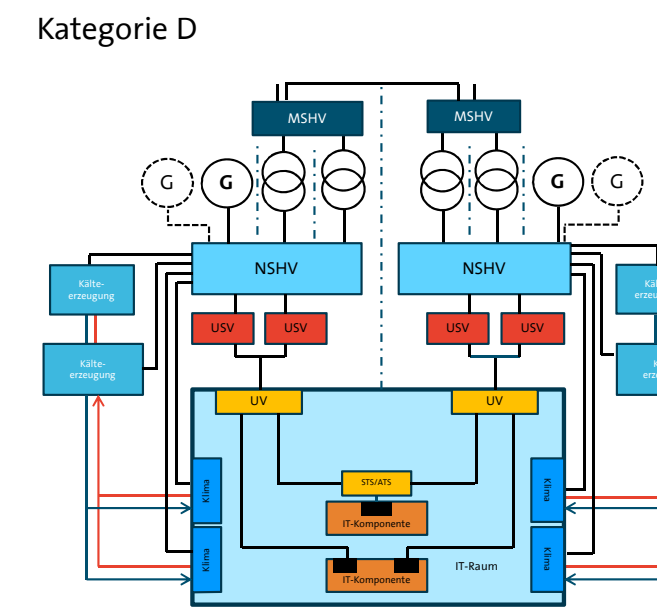 Kategorie D
MSHV
MSHV
G
G
G
G
NSHV
NSHV
Kälte-
erzeugung
USV
USV
USV
USV
Kälte-
erzeugung
UV
UV
STS/ATS
Klima
Klima
IT-Komponente
Klima
Klima
IT-Raum
IT-Komponente